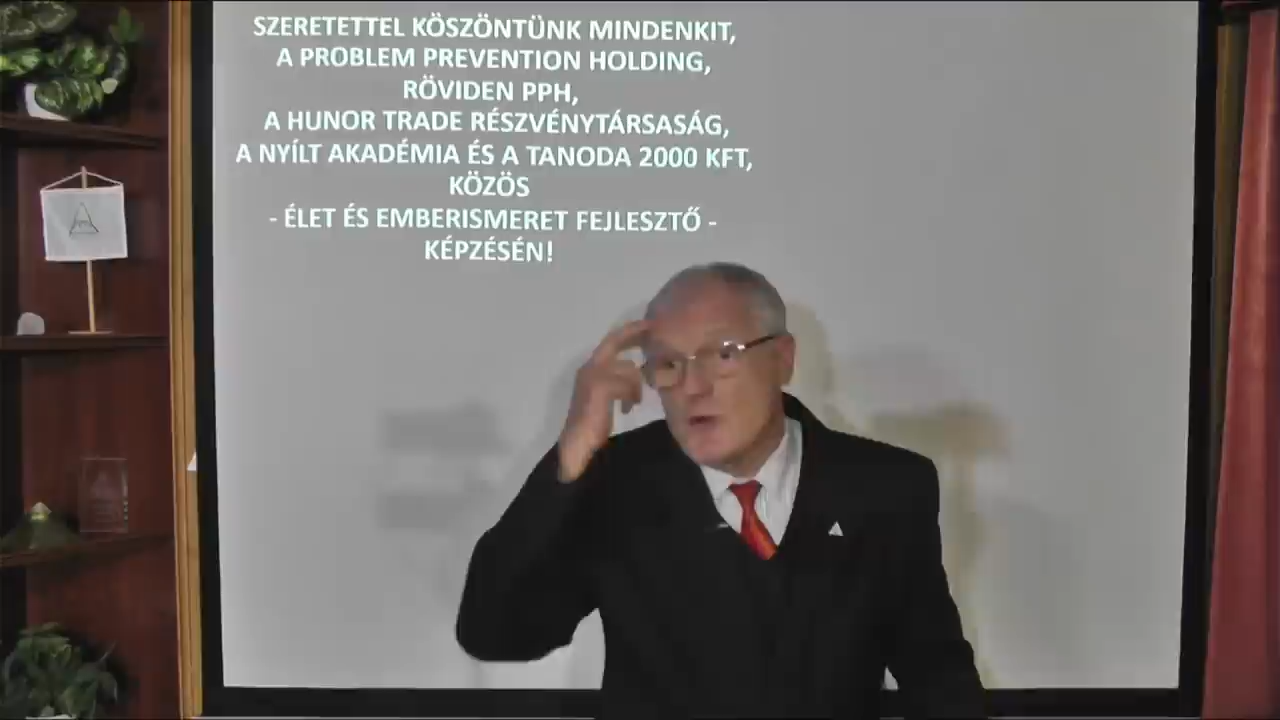 SZERETETTEL KÖSZÖNTÜNK MINDENKIT,
A PROBLEM PREVENTION HOLDING,
RÖVIDEN PPH,
A HUNOR TRADE RÉSZVÉNYTÁRSASÁG,
A NYÍLT AKADÉMIA ÉS A TANODA 2000 KFT,
KÖZÖS
- ÉLET ÉS EMBERISMERET FEJLESZTŐ -
KÉPZÉSÉN!